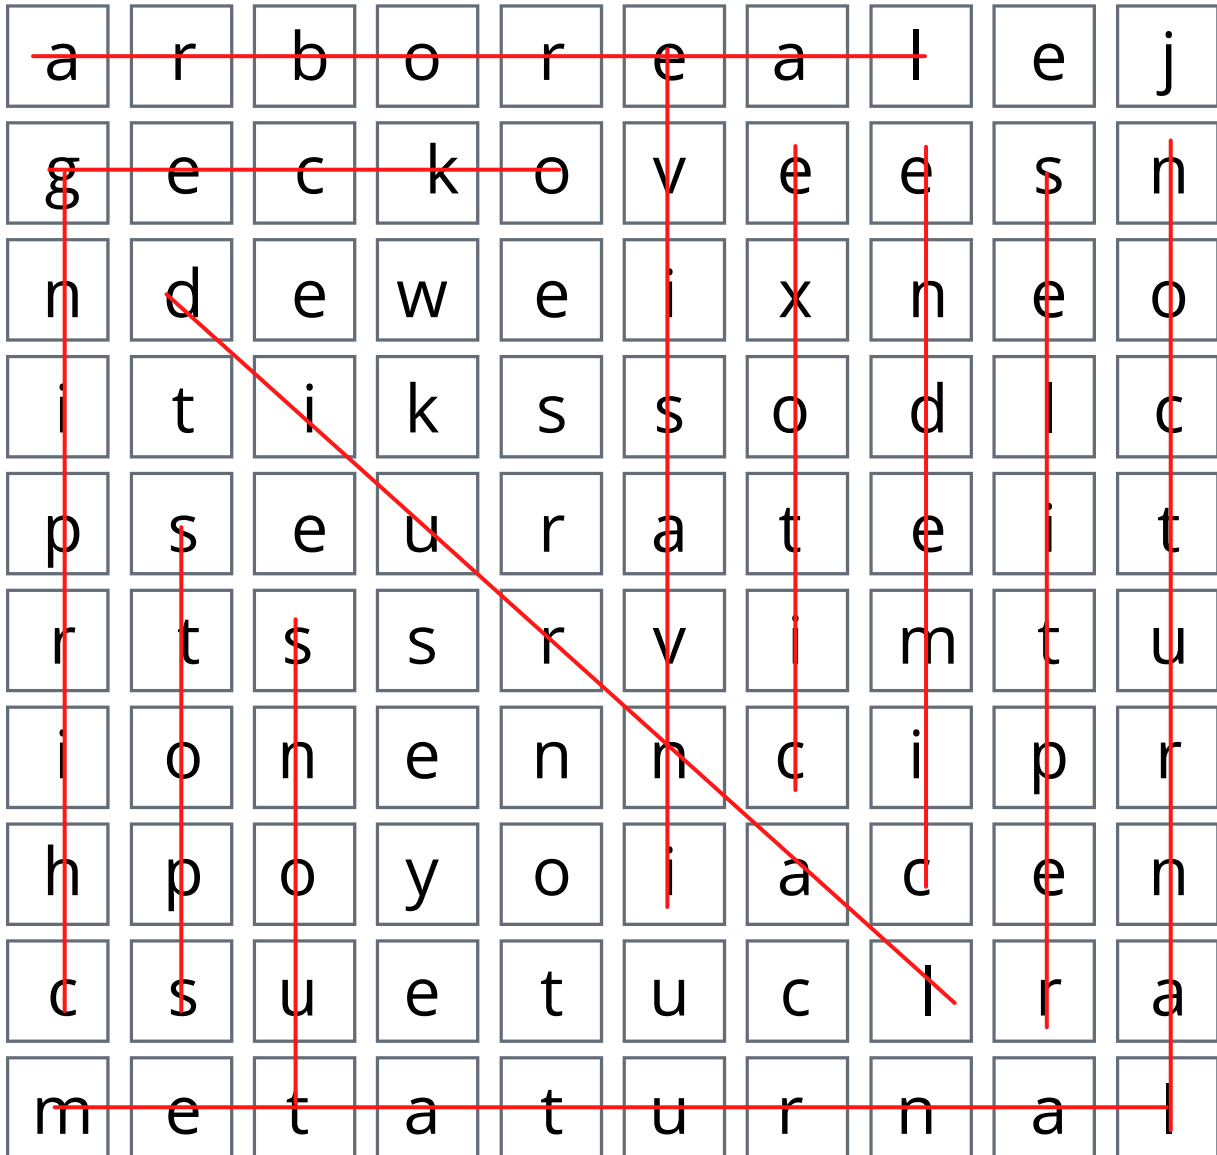 a r b o r e a l e j
g e c k o v e e s n
n d e w e i x n e o
i t i k s s o d l c
p s e u r a t e i t
r t s s r v i m t u
i o n e n n c i p r
h p o y o i a c e n
c s u e t u c l r a
m e t a t u r n a l